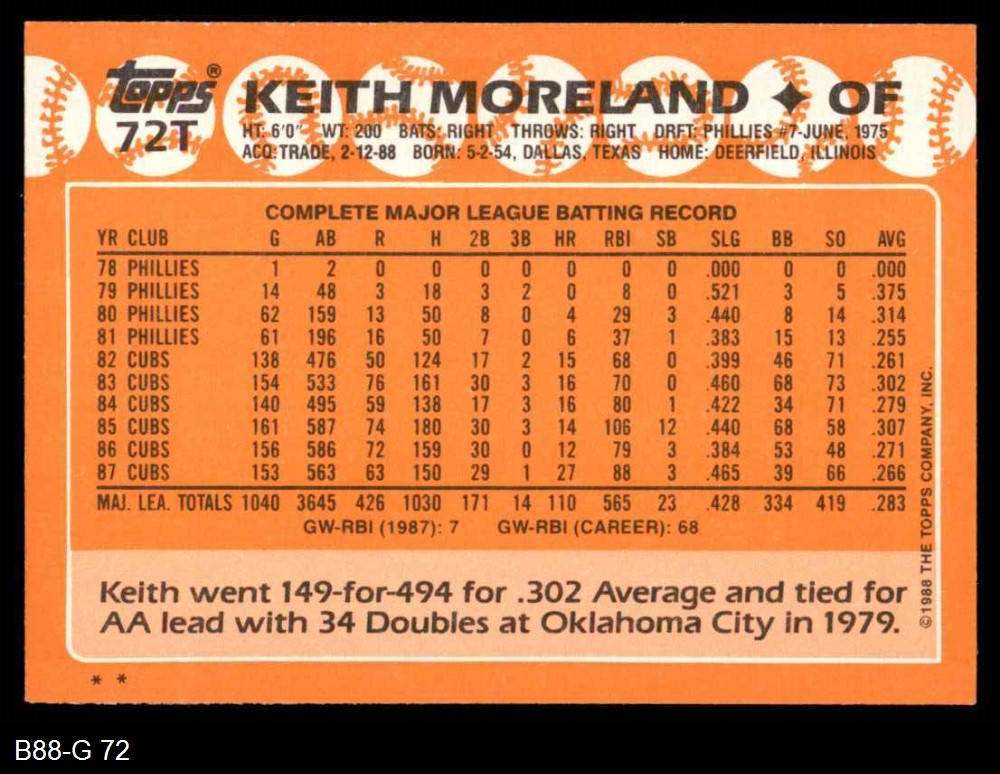 TOPPS®
72T
KEITH MORELAND ✦ OF
HT: 6'0" WT: 200 BATS: RIGHT THROWS: RIGHT DRFT: PHILLIES #7-JUNE, 1975
ACQ: TRADE, 2-12-88 BORN: 5-2-54, DALLAS, TEXAS HOME: DEERFIELD, ILLINOIS
COMPLETE MAJOR LEAGUE BATTING RECORD
YR CLUB G AB R H 2B 3B HR RBI SB SLG BB SO AVG
78 PHILLIES 1 2 0 0 0 0 0 0 0 .000 0 0 .000
79 PHILLIES 14 48 3 18 3 2 0 8 0 .521 3 5 .375
80 PHILLIES 62 159 13 50 8 0 4 29 3 .440 8 14 .314
81 PHILLIES 61 196 16 50 7 0 6 37 1 .383 15 13 .255
82 CUBS 138 476 50 124 17 2 15 68 0 .399 46 71 .261
83 CUBS 154 533 76 161 30 3 16 70 0 .460 68 73 .302
84 CUBS 140 495 59 138 17 3 16 80 1 .422 34 71 .279
85 CUBS 161 587 74 180 30 3 14 106 12 .440 68 58 .307
86 CUBS 156 586 72 159 30 0 12 79 3 .384 53 48 .271
87 CUBS 153 563 63 150 29 1 27 88 3 .465 39 66 .266
MAJ. LEA. TOTALS 1040 3645 426 1030 171 14 110 565 23 .428 334 419 .283
GW-RBI (1987): 7 GW-RBI (CAREER): 68
Keith went 149-for-494 for .302 Average and tied for
AA lead with 34 Doubles at Oklahoma City in 1979.
©1988 THE TOPPS COMPANY, INC.
* *
B88-G 72